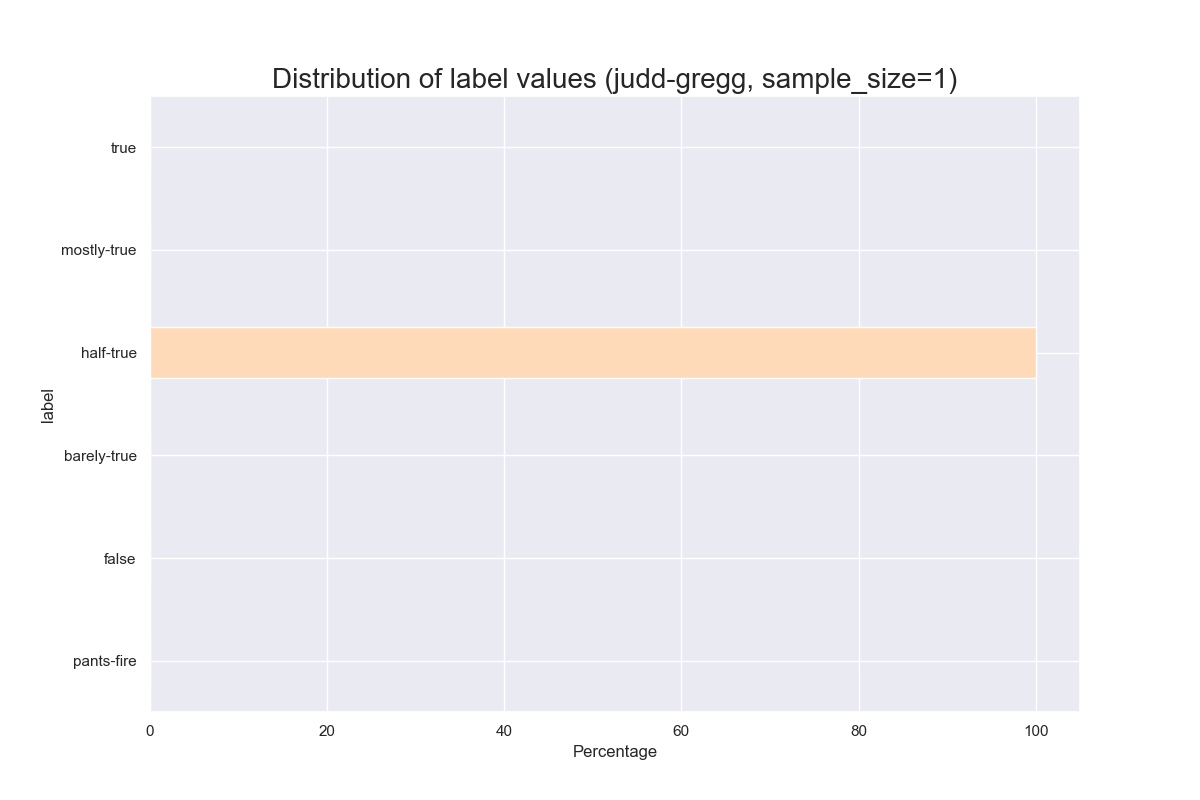 Distribution of label values (judd-gregg, sample_size=1)
true
mostly-true
half-true
label
barely-true
false
pants-fire
0 20 40 60 80 100
Percentage